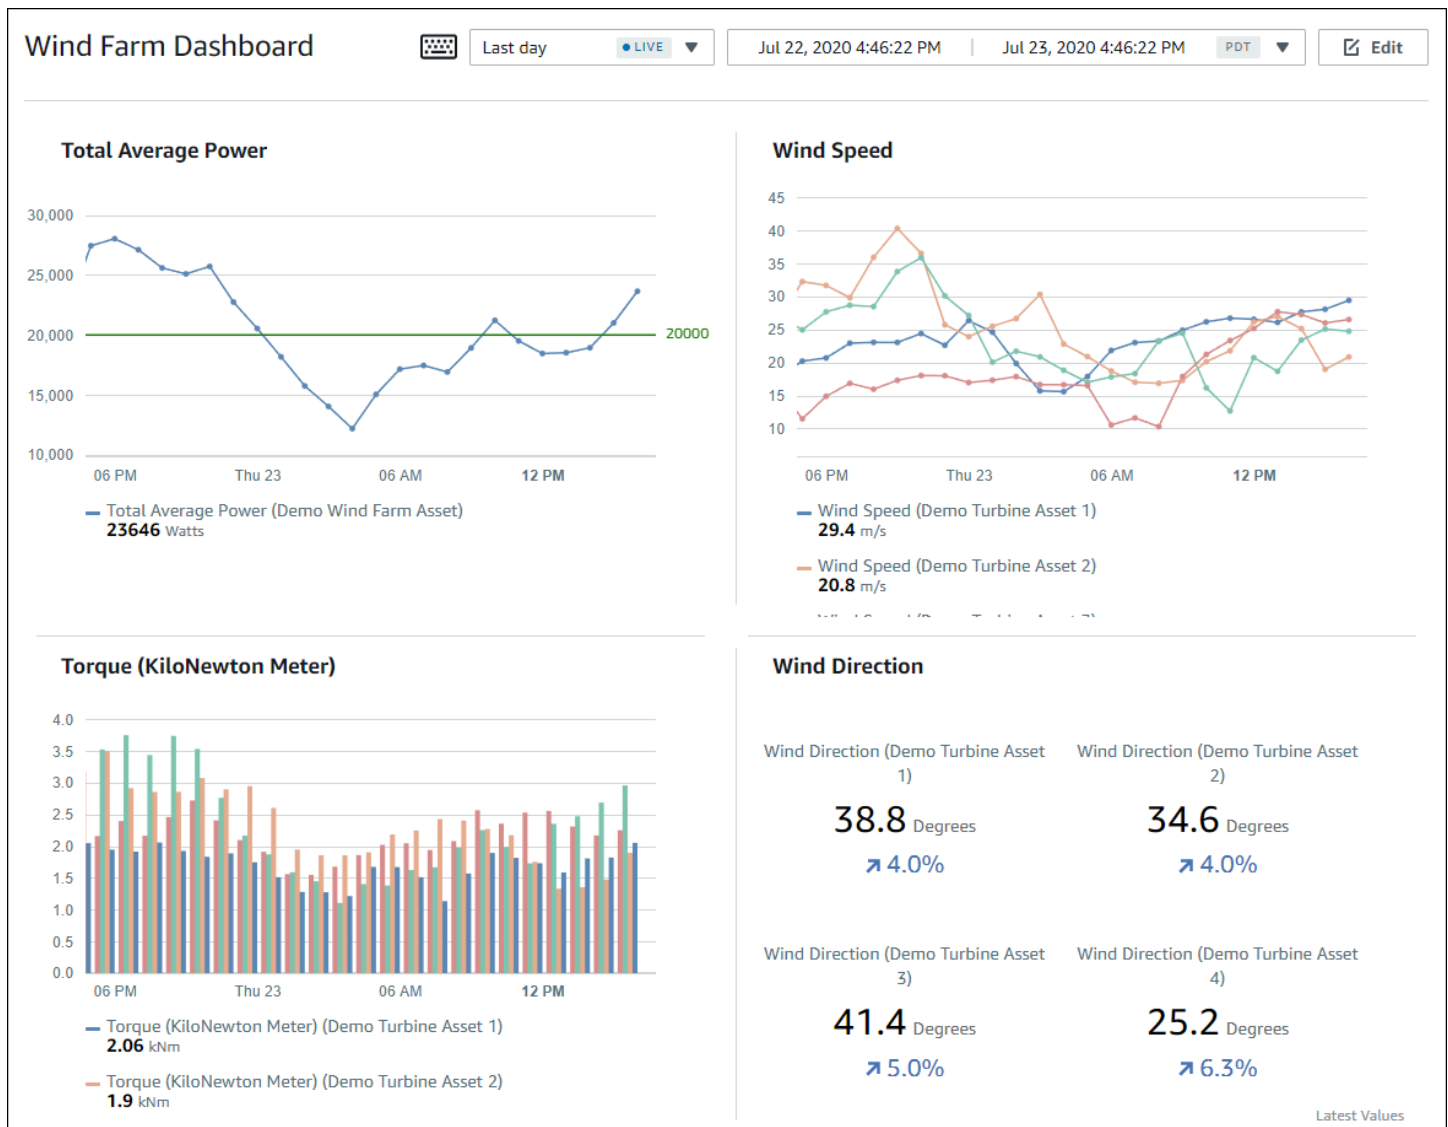 Wind Farm Dashboard
Last day
LIVE
Jul 22, 2020 4:46:22 PM
Jul 23, 2020 4:46:22 PM
PDT
Edit
Total Average Power
30,000
25,000
20,000
15,000
10,000
20000
06 PM
Thu 23
06 AM
12 PM
Total Average Power (Demo Wind Farm Asset)
23646 Watts
Wind Speed
45
40
35
30
25
20
15
10
06 PM
Thu 23
06 AM
12 PM
Wind Speed (Demo Turbine Asset 1)
29.4 m/s
Wind Speed (Demo Turbine Asset 2)
20.8 m/s
Torque (KiloNewton Meter)
4.0
3.5
3.0
2.5
2.0
1.5
1.0
0.5
0.0
06 PM
Thu 23
06 AM
12 PM
Torque (KiloNewton Meter) (Demo Turbine Asset 1)
2.06 kNm
Torque (KiloNewton Meter) (Demo Turbine Asset 2)
1.9 kNm
Wind Direction
Wind Direction (Demo Turbine Asset
1)
38.8 Degrees
4.0%
Wind Direction (Demo Turbine Asset
2)
34.6 Degrees
4.0%
Wind Direction (Demo Turbine Asset
3)
41.4 Degrees
5.0%
Wind Direction (Demo Turbine Asset
4)
25.2 Degrees
6.3%
Latest Values